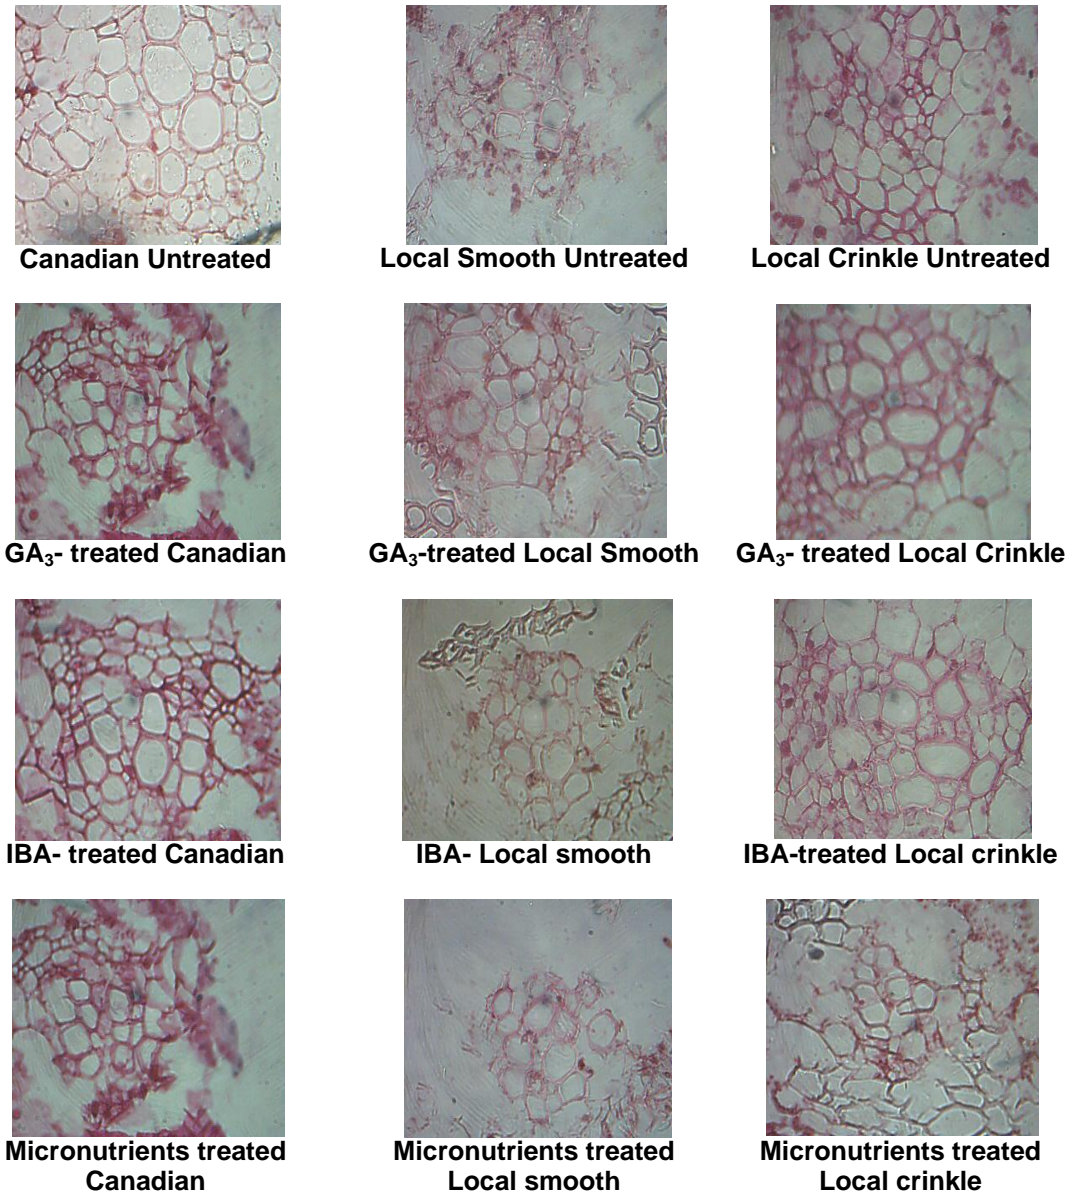 Canadian Untreated
Local Smooth Untreated
Local Crinkle Untreated
GA₃- treated Canadian
GA₃-treated Local Smooth
GA₃- treated Local Crinkle
IBA- treated Canadian
IBA- Local smooth
IBA-treated Local crinkle
Micronutrients treated
Canadian
Micronutrients treated
Local smooth
Micronutrients treated
Local crinkle